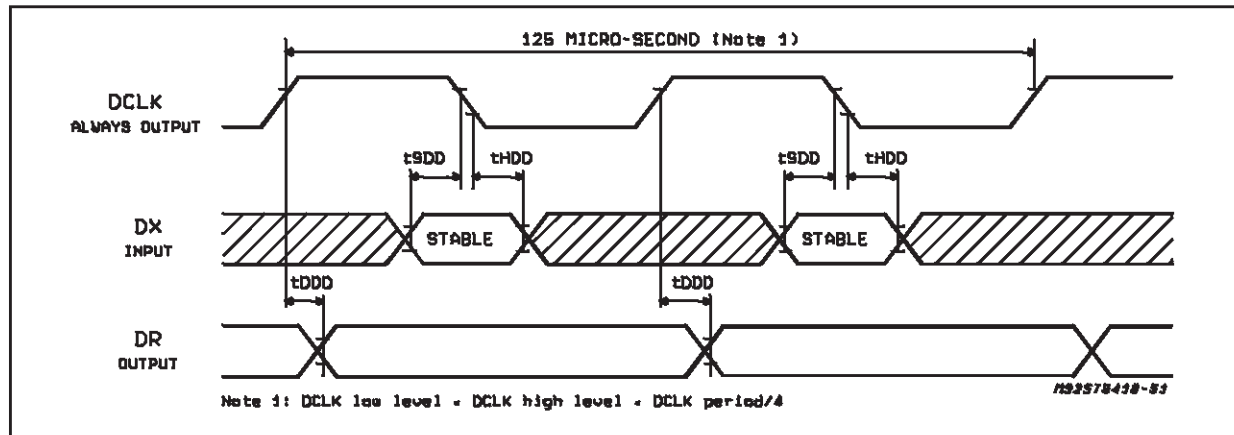 125 MICRO-SECOND (Note 1)
DCLK
ALWAYS OUTPUT
tSDD
tHDD
tSDD
tHDD
DX
INPUT
STABLE
STABLE
tDDD
tDDD
DR
OUTPUT
Note 1: DCLK low level = DCLK high level = DCLK period/4